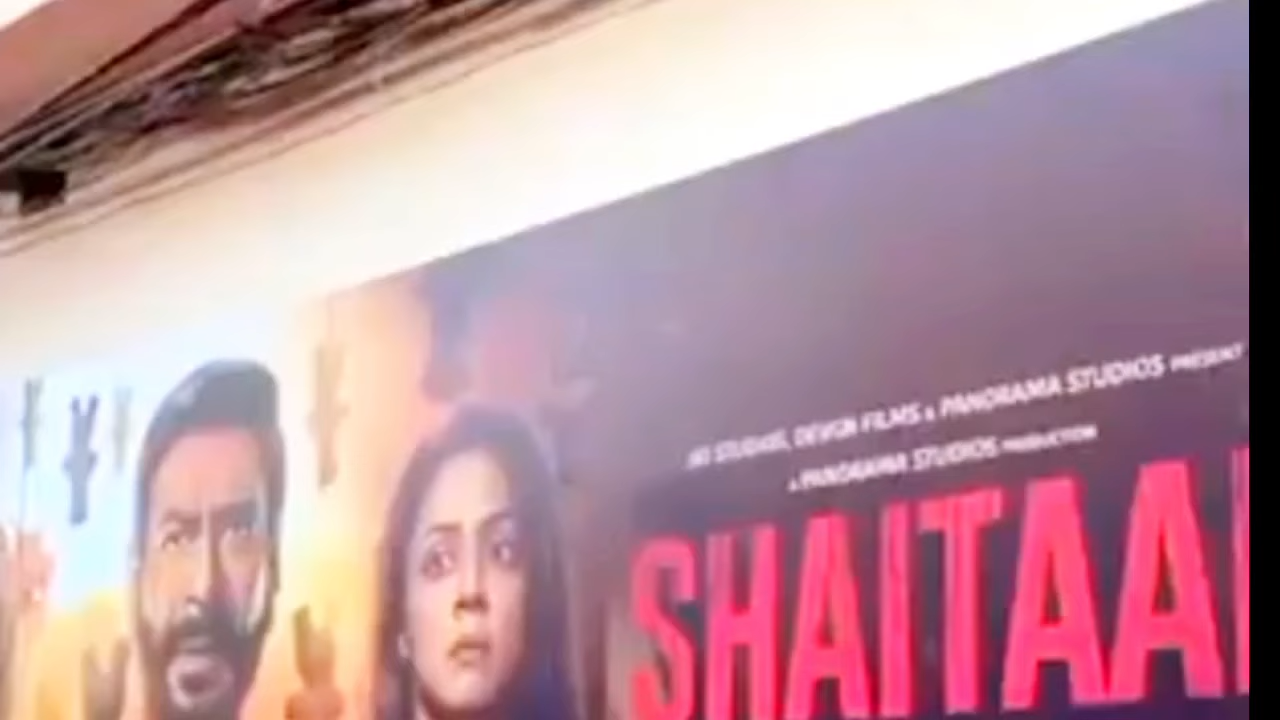 JIO STUDIOS, DEVGN FILMS & PANORAMA STUDIOS PRESENT
A PANORAMA STUDIOS PRODUCTION
SHAITAA